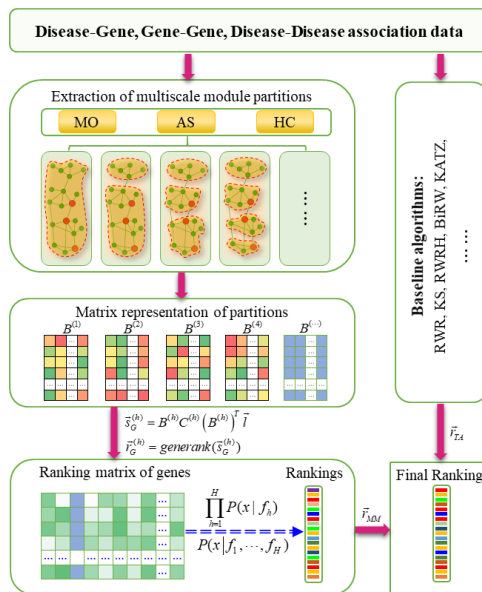 Disease-Gene, Gene-Gene, Disease-Disease association data
Extraction of multiscale module partitions
MO AS HC
... ...
Matrix representation of partitions
B^(1) B^(2) B^(3) B^(4) B^(...)
s⃗_G^(h) = B^(h) C^(h) (B^(h))^T l⃗
r⃗_G^(h) = generank(s⃗_G^(h))
Ranking matrix of genes
∏_{h=1}^{H} P(x | f_h)
P(x | f_1, ⋯, f_H)
Rankings
r⃗_MM
Baseline algorithms:
RWR, KS, RWRH, BiRW, KATZ,
... ...
r⃗_TA
Final Ranking